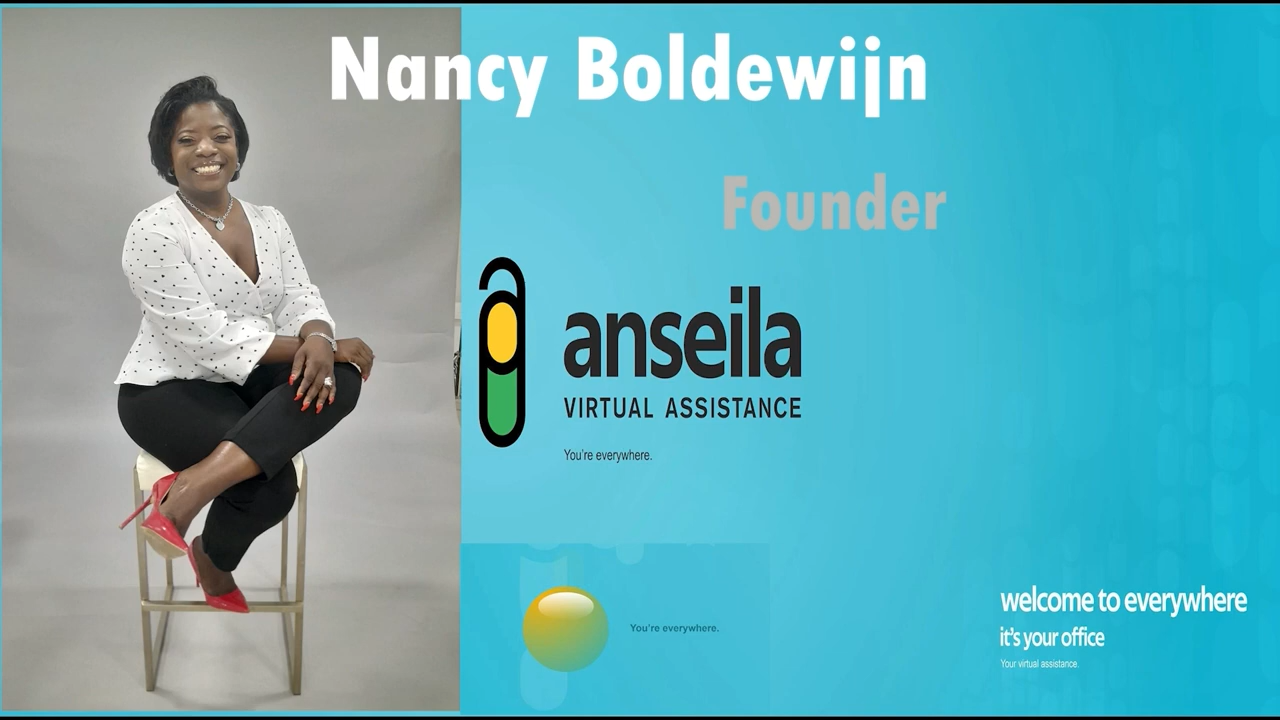 Nancy Boldewijn
Founder
anseila
VIRTUAL ASSISTANCE
You're everywhere.
You're everywhere.
welcome to everywhere
it's your office
Your virtual assistance